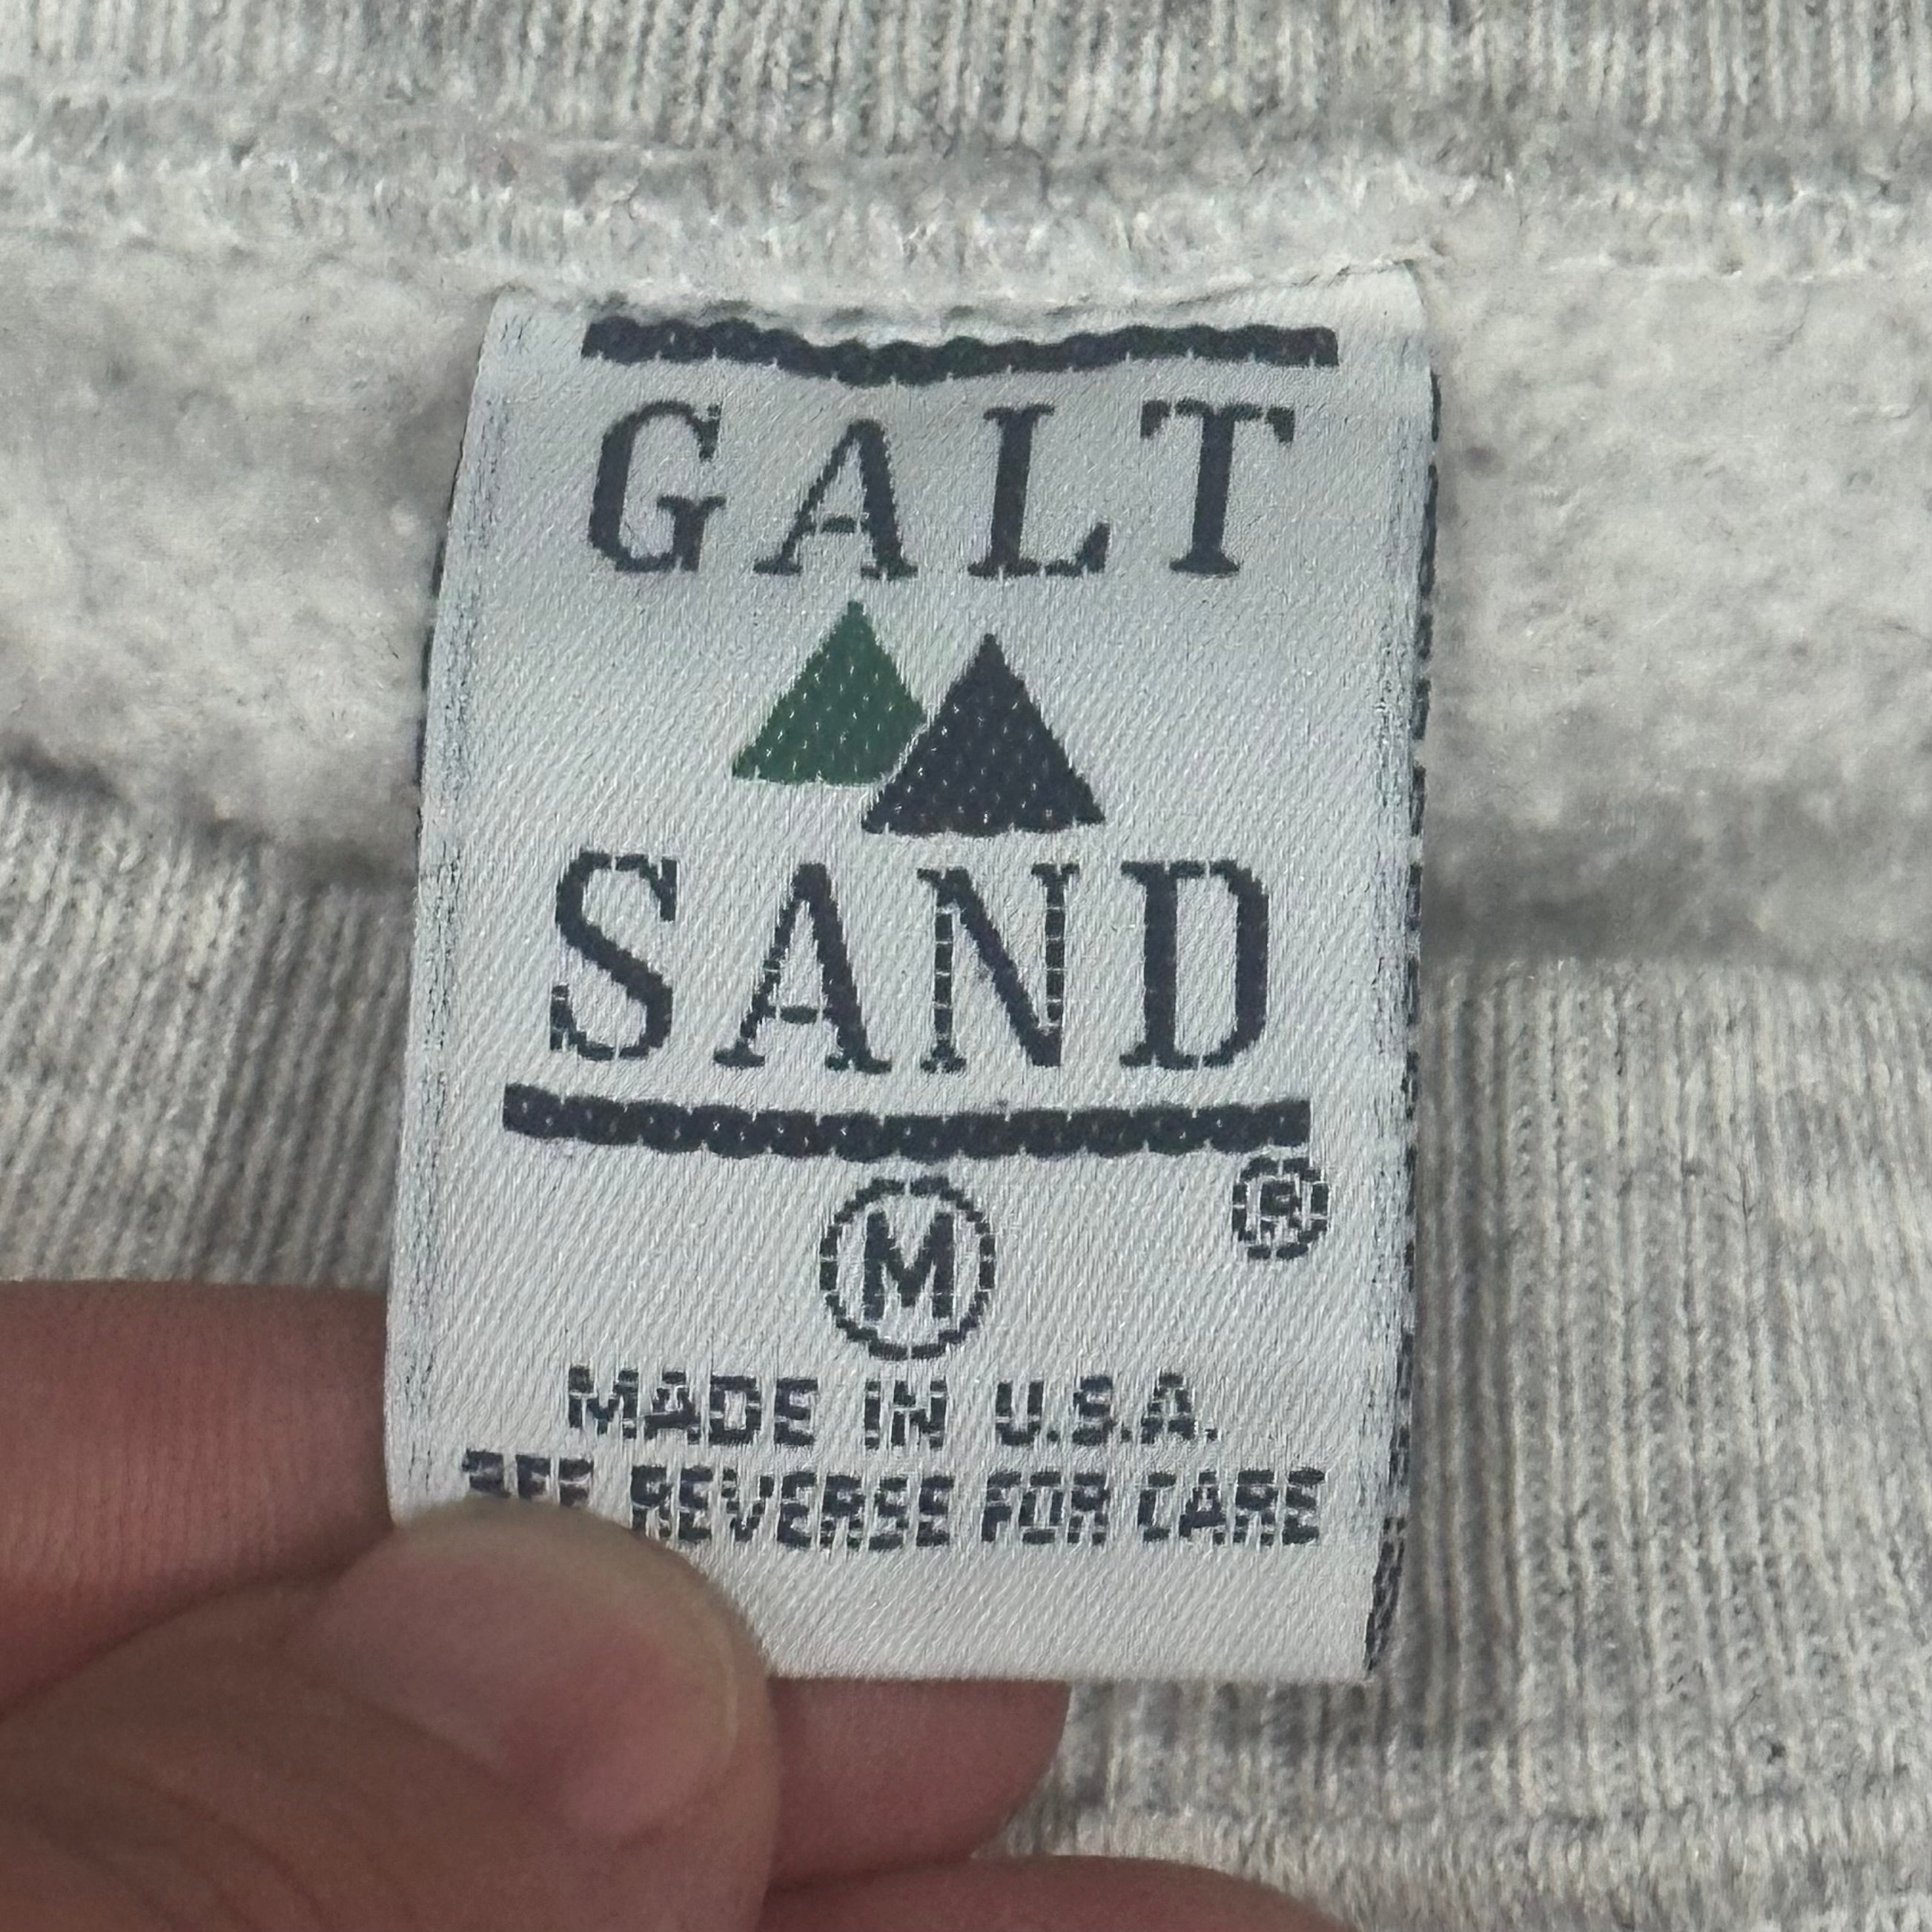 GALT
SAND
M ®
MADE IN U.S.A.
SEE REVERSE FOR CARE